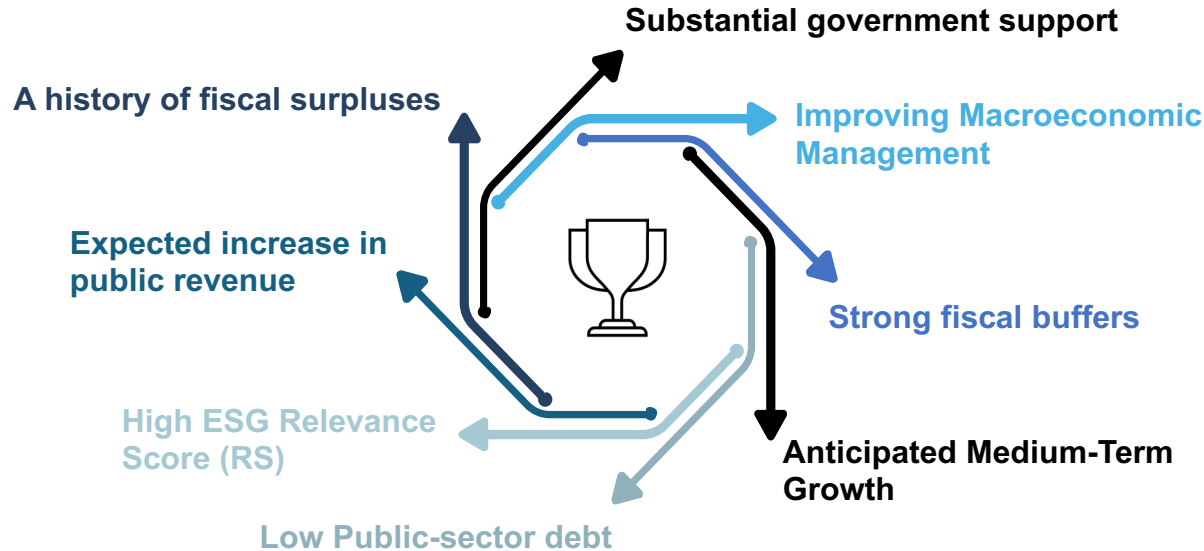 Substantial government support
A history of fiscal surpluses
Improving Macroeconomic
Management
Expected increase in
public revenue
Strong fiscal buffers
High ESG Relevance
Score (RS)
Anticipated Medium-Term
Growth
Low Public-sector debt